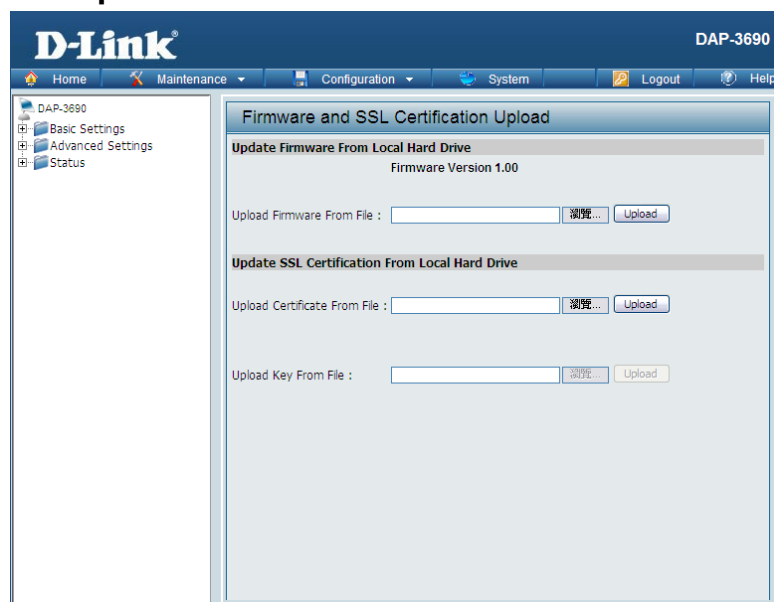 D-Link®
DAP-3690
Home Maintenance Configuration System Logout Help
DAP-3690
Basic Settings
Advanced Settings
Status
Firmware and SSL Certification Upload
Update Firmware From Local Hard Drive
Firmware Version 1.00
Upload Firmware From File : 瀏覽... Upload
Update SSL Certification From Local Hard Drive
Upload Certificate From File : 瀏覽... Upload
Upload Key From File : 瀏覽... Upload